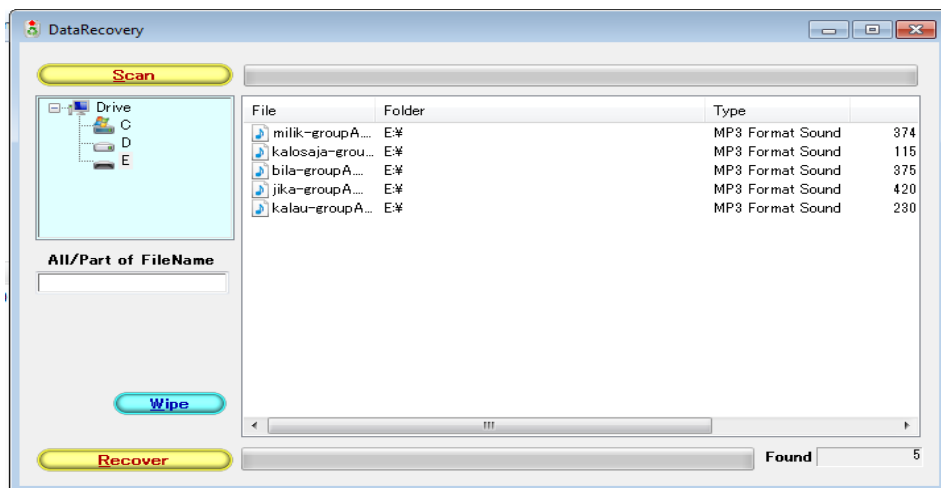 DataRecovery
Scan
Drive
C
D
E
All/Part of FileName
Wipe
Recover
File Folder Type
milik-groupA.... E:¥ MP3 Format Sound 374
kalosaja-grou... E:¥ MP3 Format Sound 115
bila-groupA.... E:¥ MP3 Format Sound 375
jika-groupA.... E:¥ MP3 Format Sound 420
kalau-groupA... E:¥ MP3 Format Sound 230
Found 5